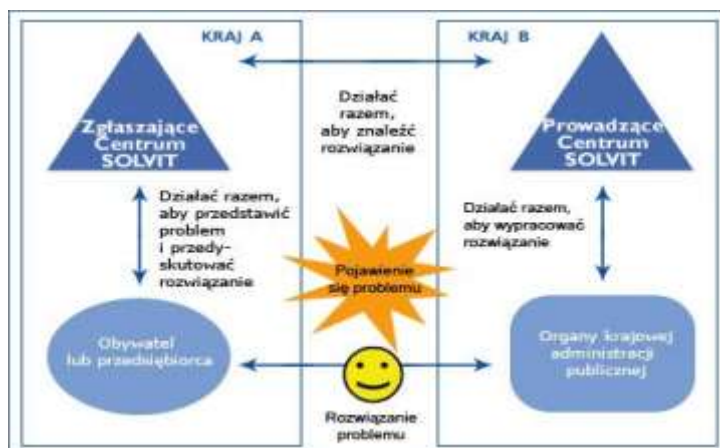 KRAJ A
KRAJ B
Działać
razem,
aby znaleźć
rozwiązanie
Zgłaszające
Centrum
SOLVIT
Prowadzące
Centrum
SOLVIT
Działać razem,
aby przedstawić
problem
i przedy-
skutować
rozwiązanie
Działać razem,
aby wypracować
rozwiązanie
Pojawienie
się problemu
Obywatel
lub przedsiębiorca
Organy krajowej
administracji
publicznej
Rozwiązanie
problemu